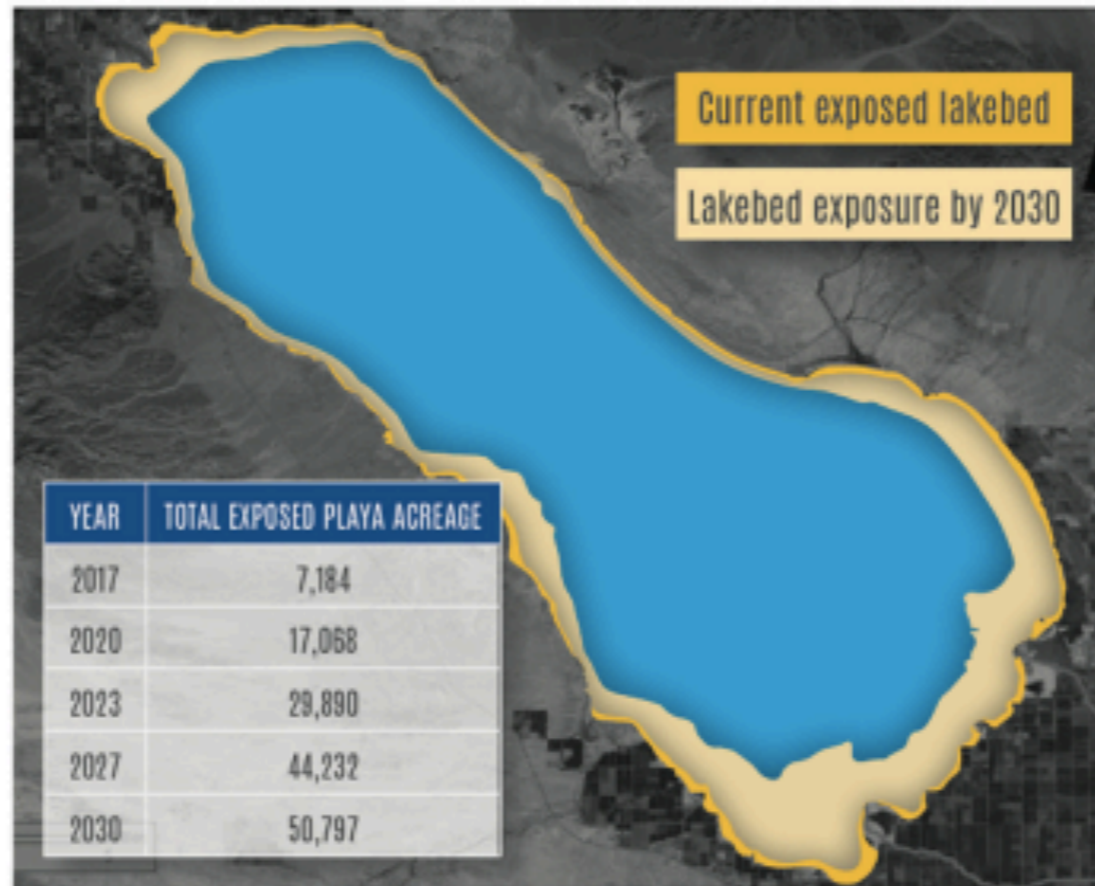 Current exposed lakebed
Lakebed exposure by 2030
YEAR TOTAL EXPOSED PLAYA ACREAGE
2017 7,184
2020 17,068
2023 29,890
2027 44,232
2030 50,797